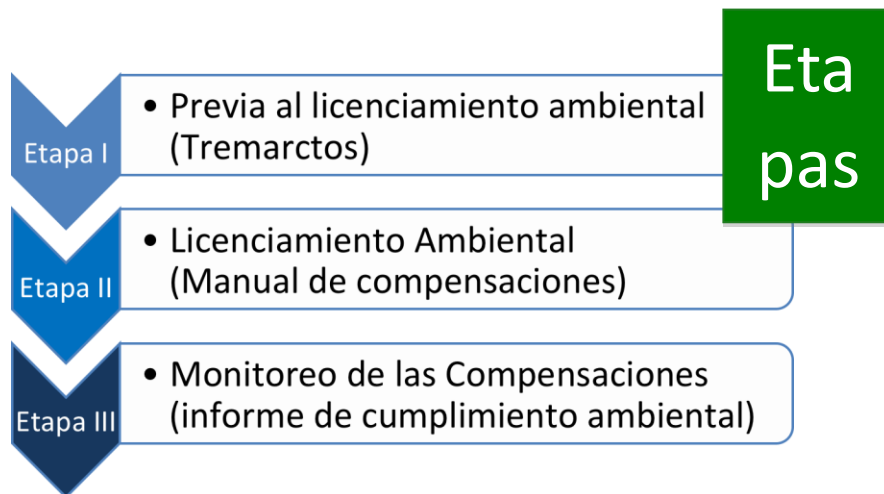 Eta
pas
Etapa I
• Previa al licenciamiento ambiental
(Tremarctos)
Etapa II
• Licenciamiento Ambiental
(Manual de compensaciones)
Etapa III
• Monitoreo de las Compensaciones
(informe de cumplimiento ambiental)